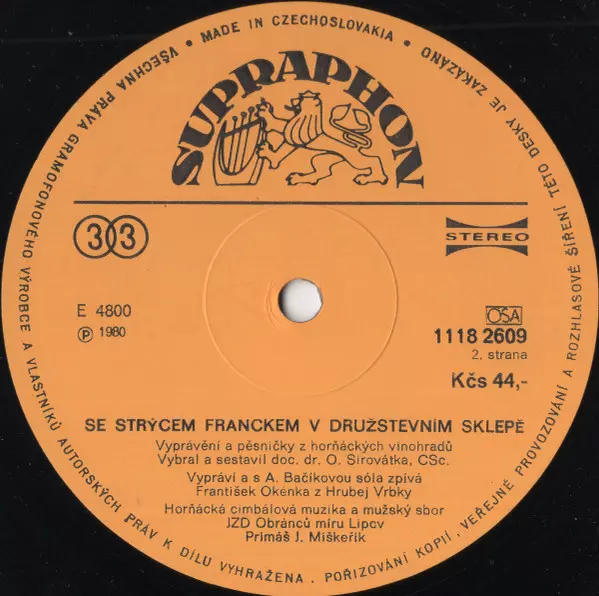 VŠECHNA PRÁVA GRAMOFONOVÉHO VÝROBCE A VLASTNÍKŮ AUTORSKÝCH PRÁV K DÍLU VYHRAŽENA . POŘIZOVÁNÍ KOPIÍ, VEŘEJNÉ PROVOZOVÁNÍ A ROZHLASOVÉ ŠÍŘENÍ TÉTO DESKY JE ZAKÁZÁNO • MADE IN CZECHOSLOVAKIA •
SUPRAPHON
33
STEREO
E 4800
℗ 1980
OSA
1118 2609
2. strana
Kčs 44,-
SE STRÝCEM FRANCKEM V DRUŽSTEVNÍM SKLEPĚ
Vyprávění a pěsničky z horňáckých vinohradů
Vybral a sestavil doc. dr. O. Sirovátka, CSc.
Vypráví a s A. Bačíkovou sóla zpívá
František Okénka z Hrubej Vrbky
Horňácká cimbálová muzika a mužský sbor
JZD Obránců míru Lipov
Primáš J. Miškeřík